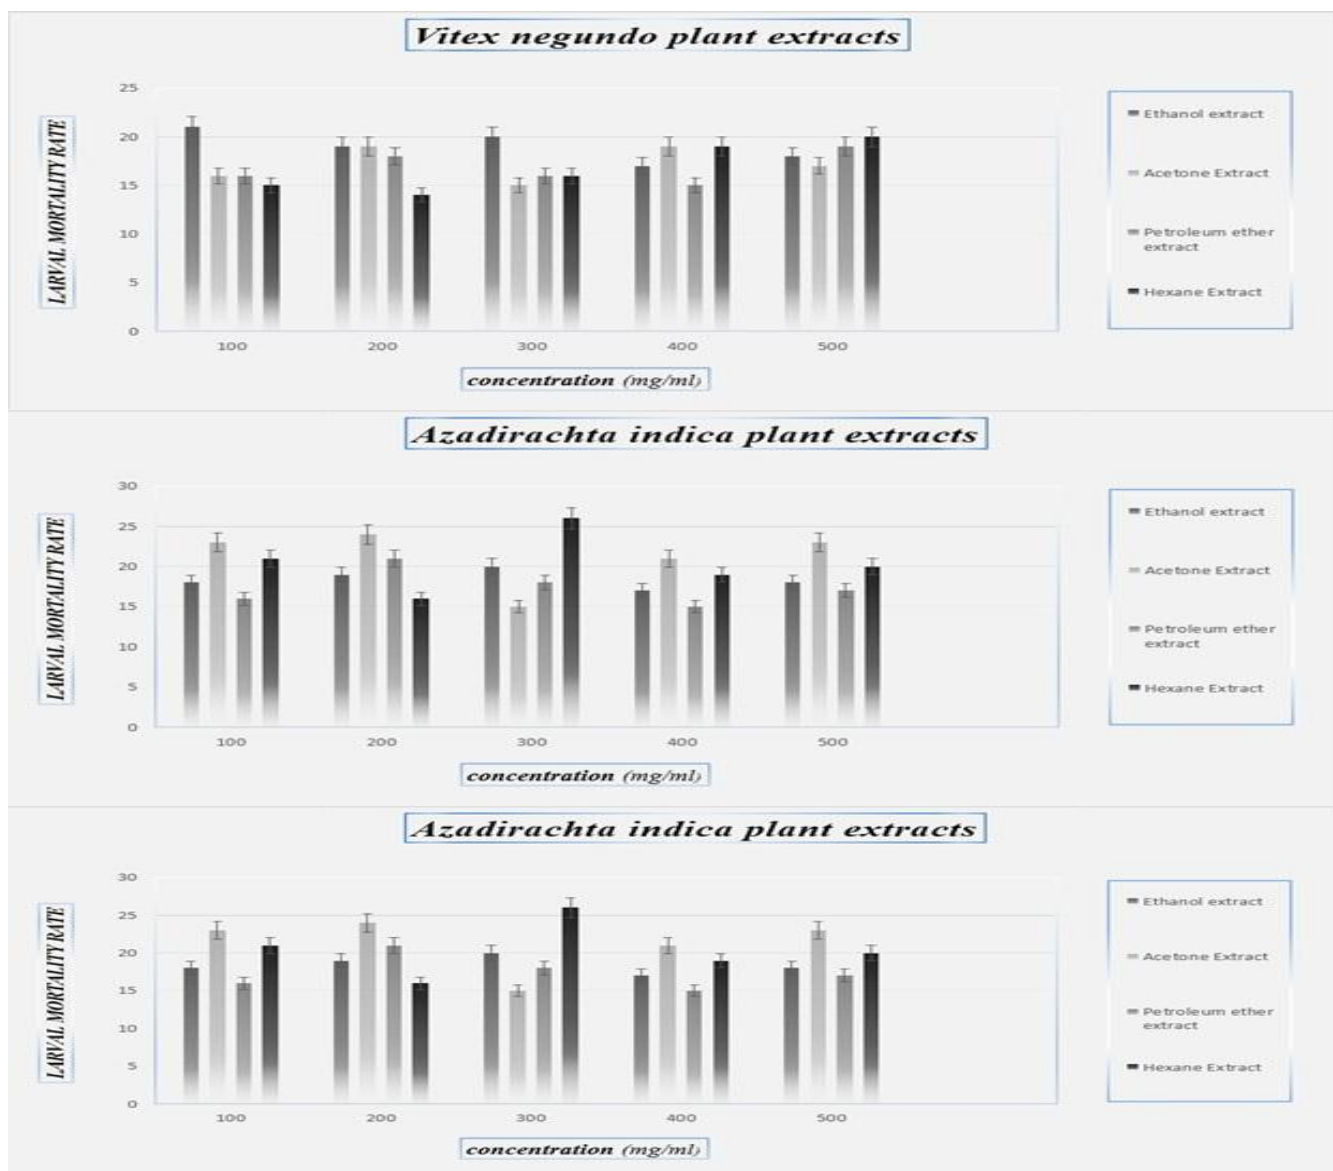 Vitex negundo plant extracts
LARVAL MORTALITY RATE
25
20
15
10
5
0
100 200 300 400 500
concentration (mg/ml)
Ethanol extract
Acetone Extract
Petroleum ether
extract
Hexane Extract
Azadirachta indica plant extracts
LARVAL MORTALITY RATE
30
25
20
15
10
5
0
100 200 300 400 500
concentration (mg/ml)
Ethanol extract
Acetone Extract
Petroleum ether
extract
Hexane Extract
Azadirachta indica plant extracts
LARVAL MORTALITY RATE
30
25
20
15
10
5
0
100 200 300 400 500
concentration (mg/ml)
Ethanol extract
Acetone Extract
Petroleum ether
extract
Hexane Extract